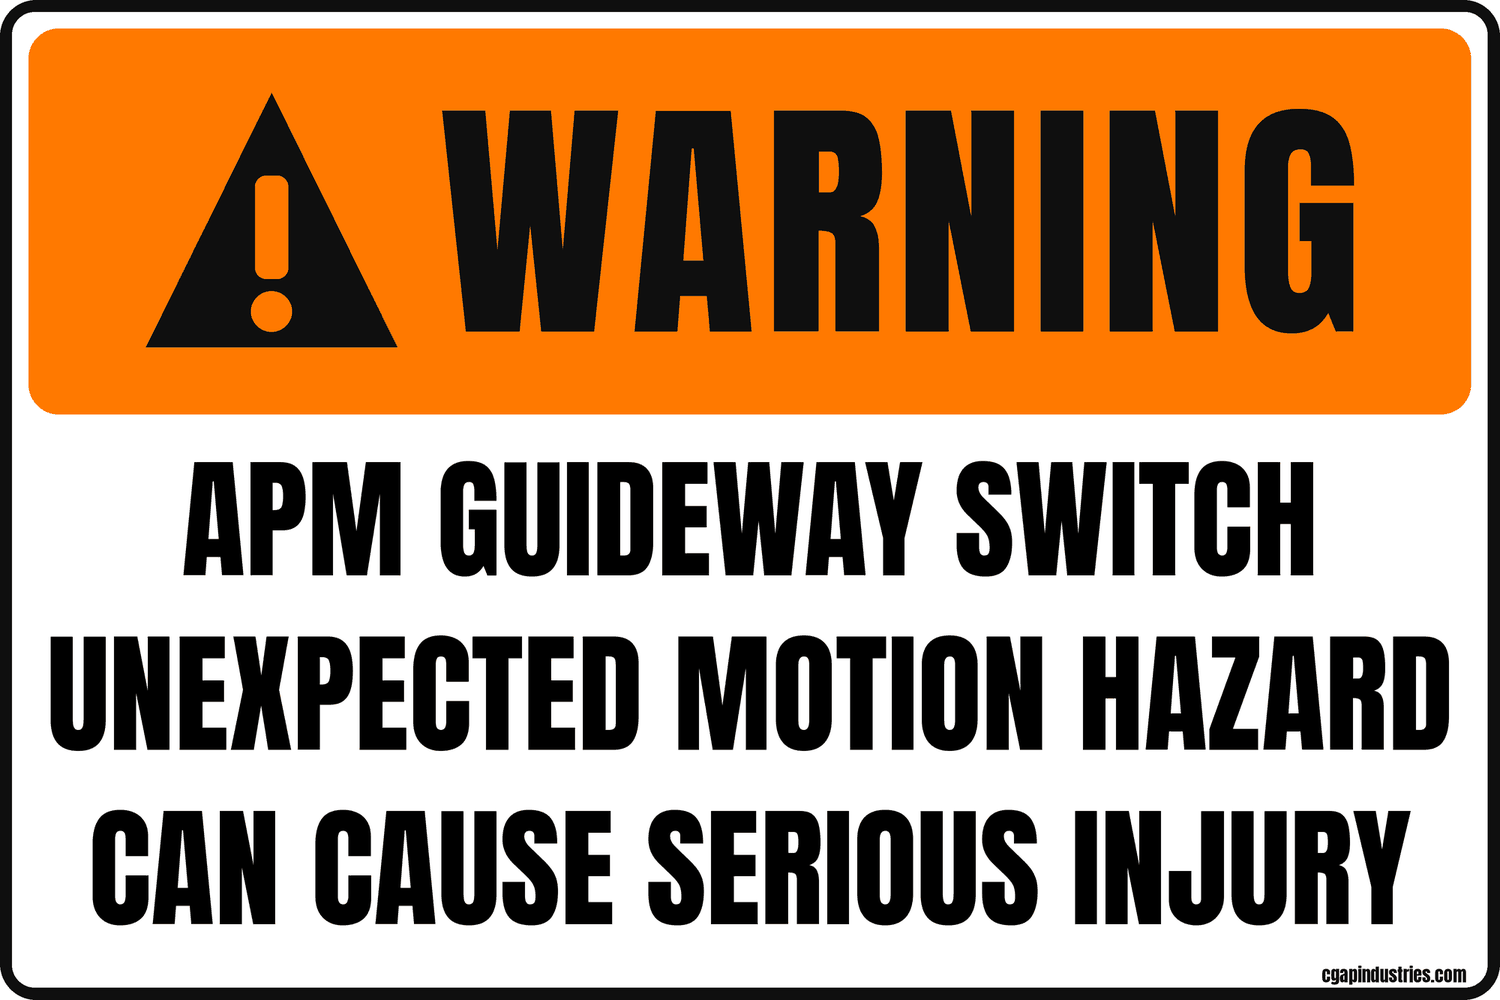 WARNING
APM GUIDEWAY SWITCH
UNEXPECTED MOTION HAZARD
CAN CAUSE SERIOUS INJURY
cgapindustries.com